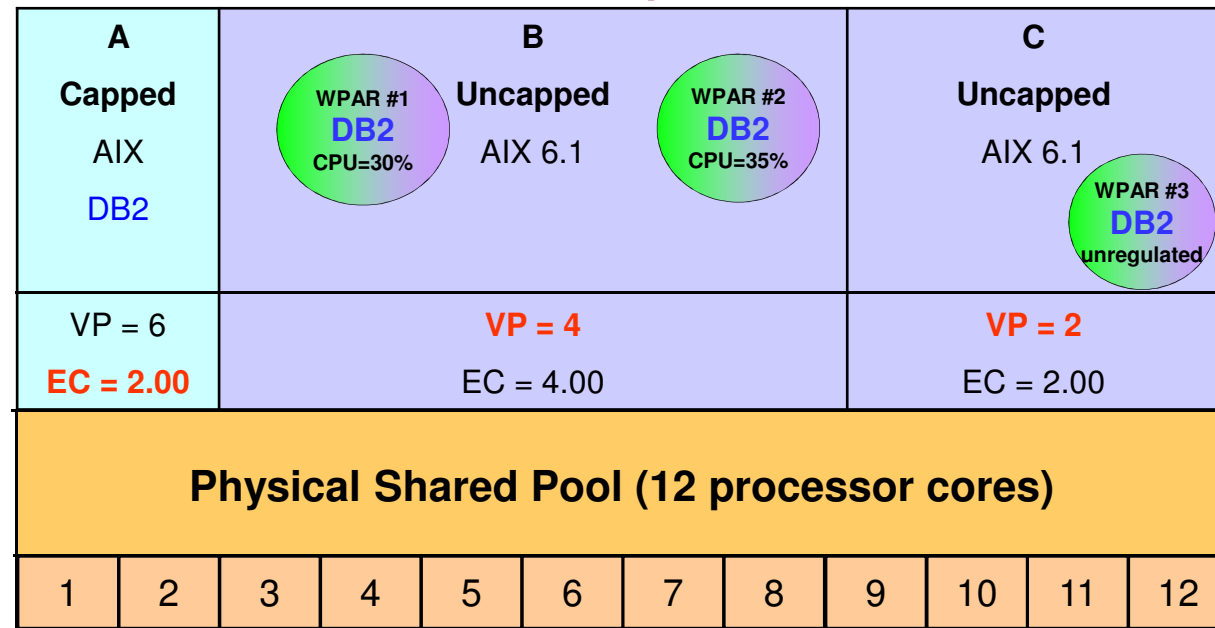 A
Capped
AIX
DB2
B
Uncapped
AIX 6.1
WPAR #1
DB2
CPU=30%
WPAR #2
DB2
CPU=35%
C
Uncapped
AIX 6.1
WPAR #3
DB2
unregulated
VP = 6
EC = 2.00
VP = 4
EC = 4.00
VP = 2
EC = 2.00
Physical Shared Pool (12 processor cores)
1 2 3 4 5 6 7 8 9 10 11 12